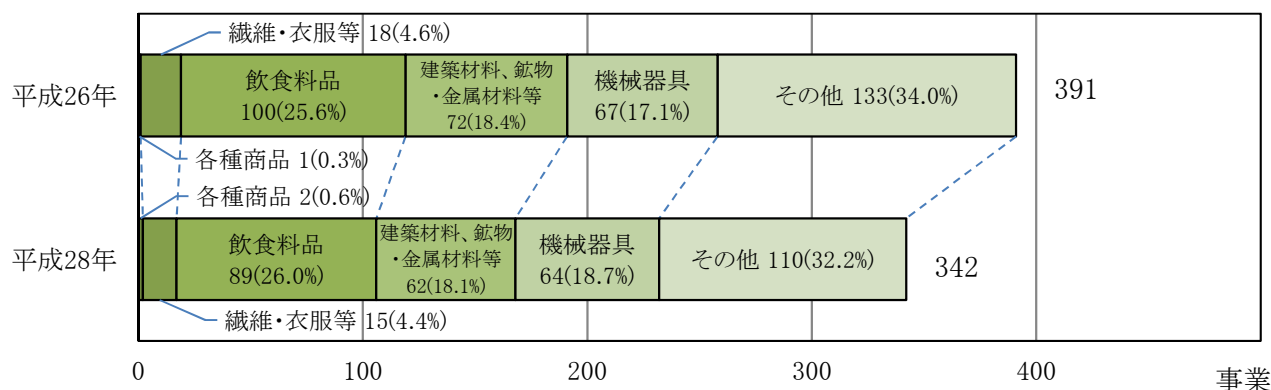 繊維・衣服等 18(4.6%)
平成26年
飲食料品
100(25.6%)
建築材料、鉱物
・金属材料等
72(18.4%)
機械器具
67(17.1%)
その他 133(34.0%)
391
各種商品 1(0.3%)
各種商品 2(0.6%)
平成28年
飲食料品
89(26.0%)
建築材料、鉱物
・金属材料等
62(18.1%)
機械器具
64(18.7%)
その他 110(32.2%)
342
繊維・衣服等 15(4.4%)
0 100 200 300 400 事業